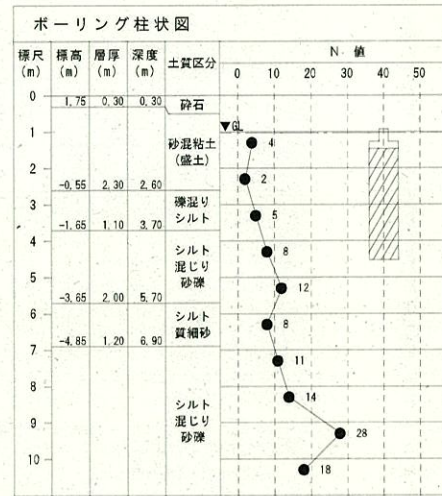 ボーリング柱状図
標尺 (m) 標高 (m) 層厚 (m) 深度 (m) 土質区分 N 値
0 10 20 30 40 50
0
1.75 0.30 0.30 砕石
▼GL
1
砂混粘土 4
(盛土)
2
2
-0.55 2.30 2.60
3
礫混り
シルト 5
-1.65 1.10 3.70
4
シルト 8
混じり
砂礫
5
12
-3.65 2.00 5.70
6
シルト 8
質細砂
-4.85 1.20 6.90
7
11
8
14
シルト
混じり
砂礫
9
28
10
18